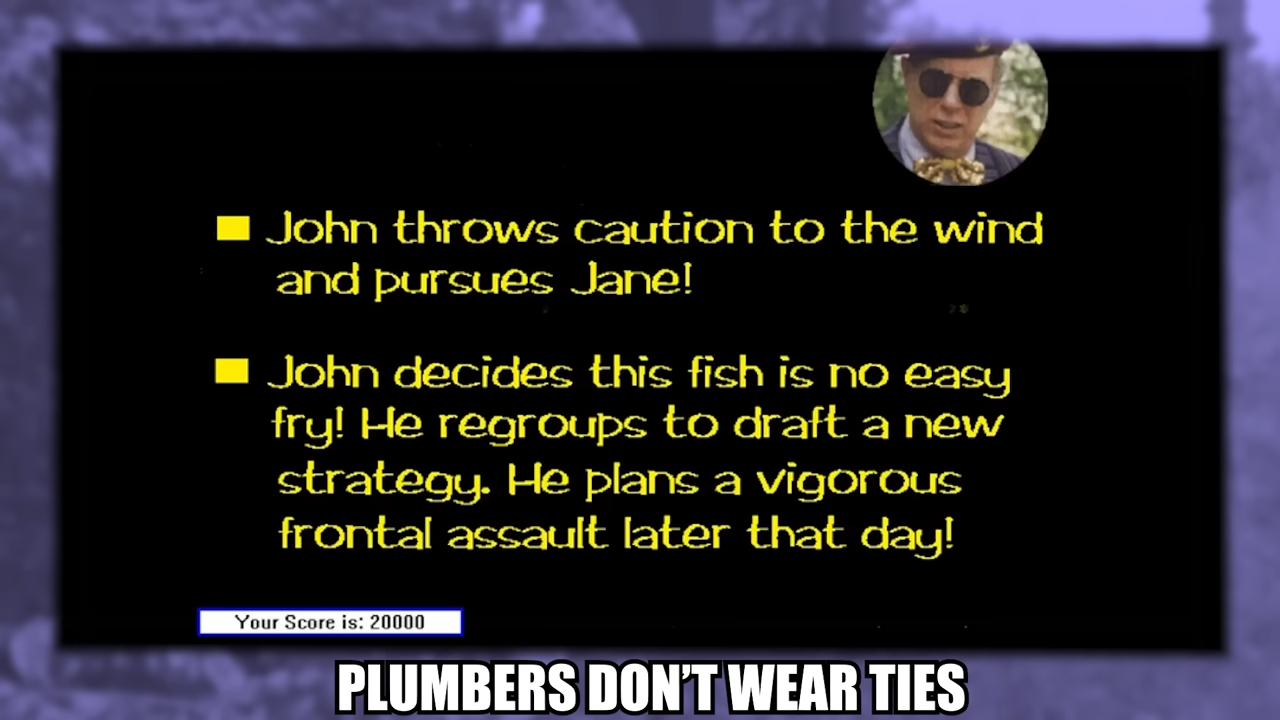 John throws caution to the wind
and pursues Jane!
John decides this fish is no easy
fry! He regroups to draft a new
strategy. He plans a vigorous
frontal assault later that day!
Your Score is: 20000
PLUMBERS DON'T WEAR TIES